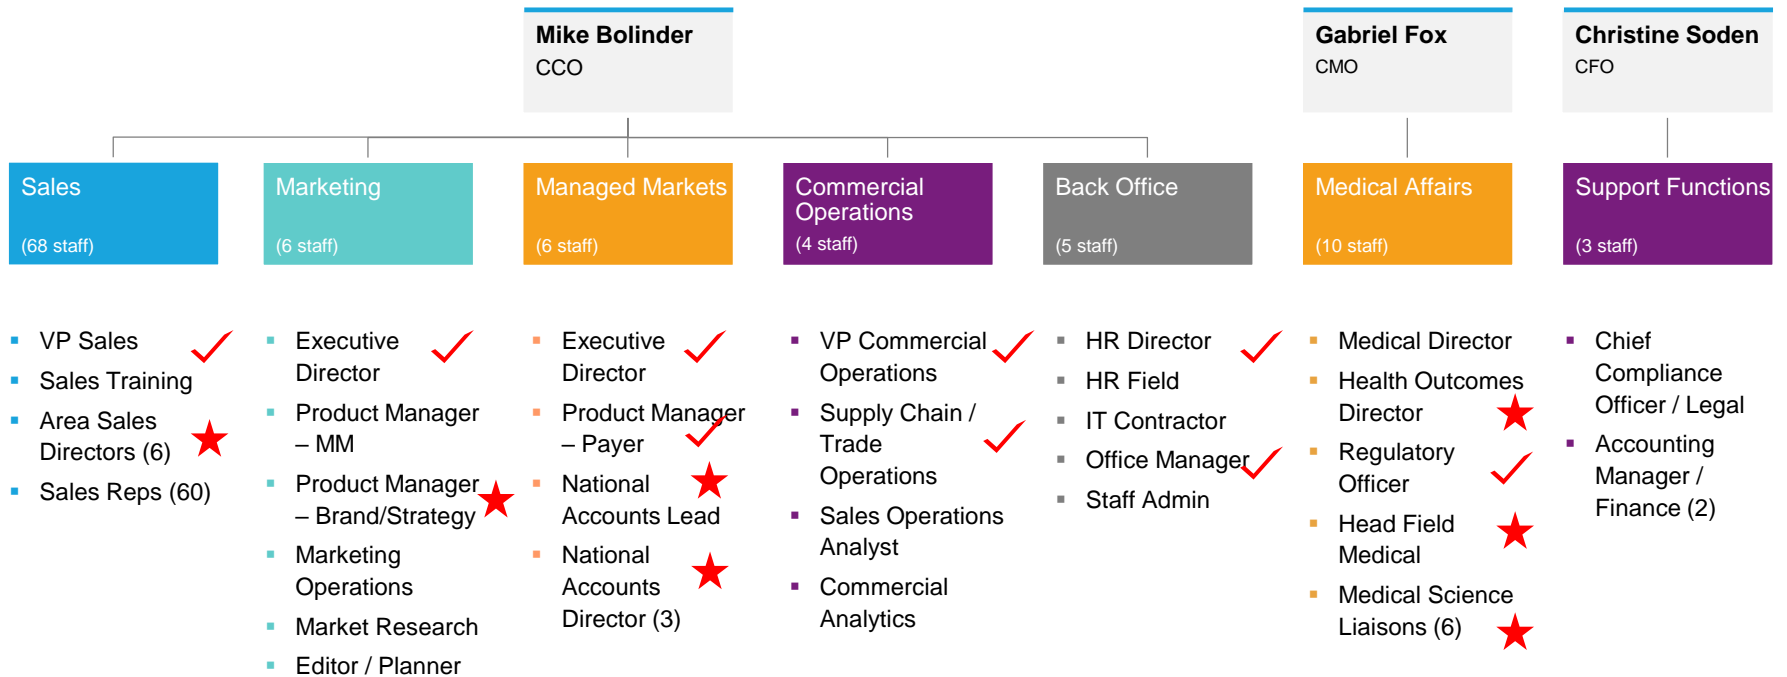 Mike Bolinder
CCO
Gabriel Fox
CMO
Christine Soden
CFO
Sales
(68 staff)
Marketing
(6 staff)
Managed Markets
(6 staff)
Commercial
Operations
(4 staff)
Back Office
(5 staff)
Medical Affairs
(10 staff)
Support Functions
(3 staff)
VP Sales
Sales Training
Area Sales
Directors (6)
Sales Reps (60)
Executive
Director
Product Manager
– MM
Product Manager
– Brand/Strategy
Marketing
Operations
Market Research
Editor / Planner
Executive
Director
Product Manager
– Payer
National
Accounts Lead
National
Accounts
Director (3)
VP Commercial
Operations
Supply Chain /
Trade
Operations
Sales Operations
Analyst
Commercial
Analytics
HR Director
HR Field
IT Contractor
Office Manager
Staff Admin
Medical Director
Health Outcomes
Director
Regulatory
Officer
Head Field
Medical
Medical Science
Liaisons (6)
Chief
Compliance
Officer / Legal
Accounting
Manager /
Finance (2)